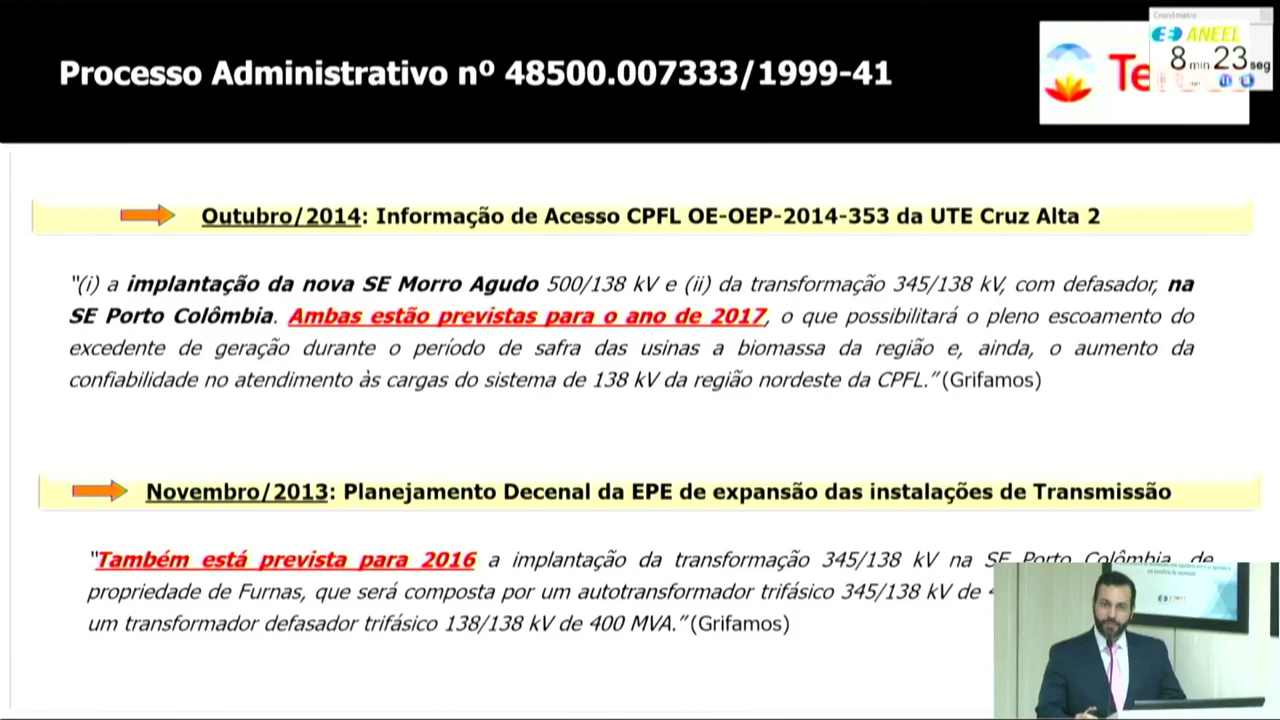 Cronômetro
ANEEL
8 min 23 seg
Processo Administrativo nº 48500.007333/1999-41
Outubro/2014: Informação de Acesso CPFL OE-OEP-2014-353 da UTE Cruz Alta 2
"(i) a implantação da nova SE Morro Agudo 500/138 kV e (ii) da transformação 345/138 kV, com defasador, na
SE Porto Colômbia. Ambas estão previstas para o ano de 2017, o que possibilitará o pleno escoamento do
excedente de geração durante o período de safra das usinas a biomassa da região e, ainda, o aumento da
confiabilidade no atendimento às cargas do sistema de 138 kV da região nordeste da CPFL." (Grifamos)
Novembro/2013: Planejamento Decenal da EPE de expansão das instalações de Transmissão
"Também está prevista para 2016 a implantação da transformação 345/138 kV na SE Porto Colômbia, de
propriedade de Furnas, que será composta por um autotransformador trifásico 345/138 kV de
um transformador defasador trifásico 138/138 kV de 400 MVA." (Grifamos)